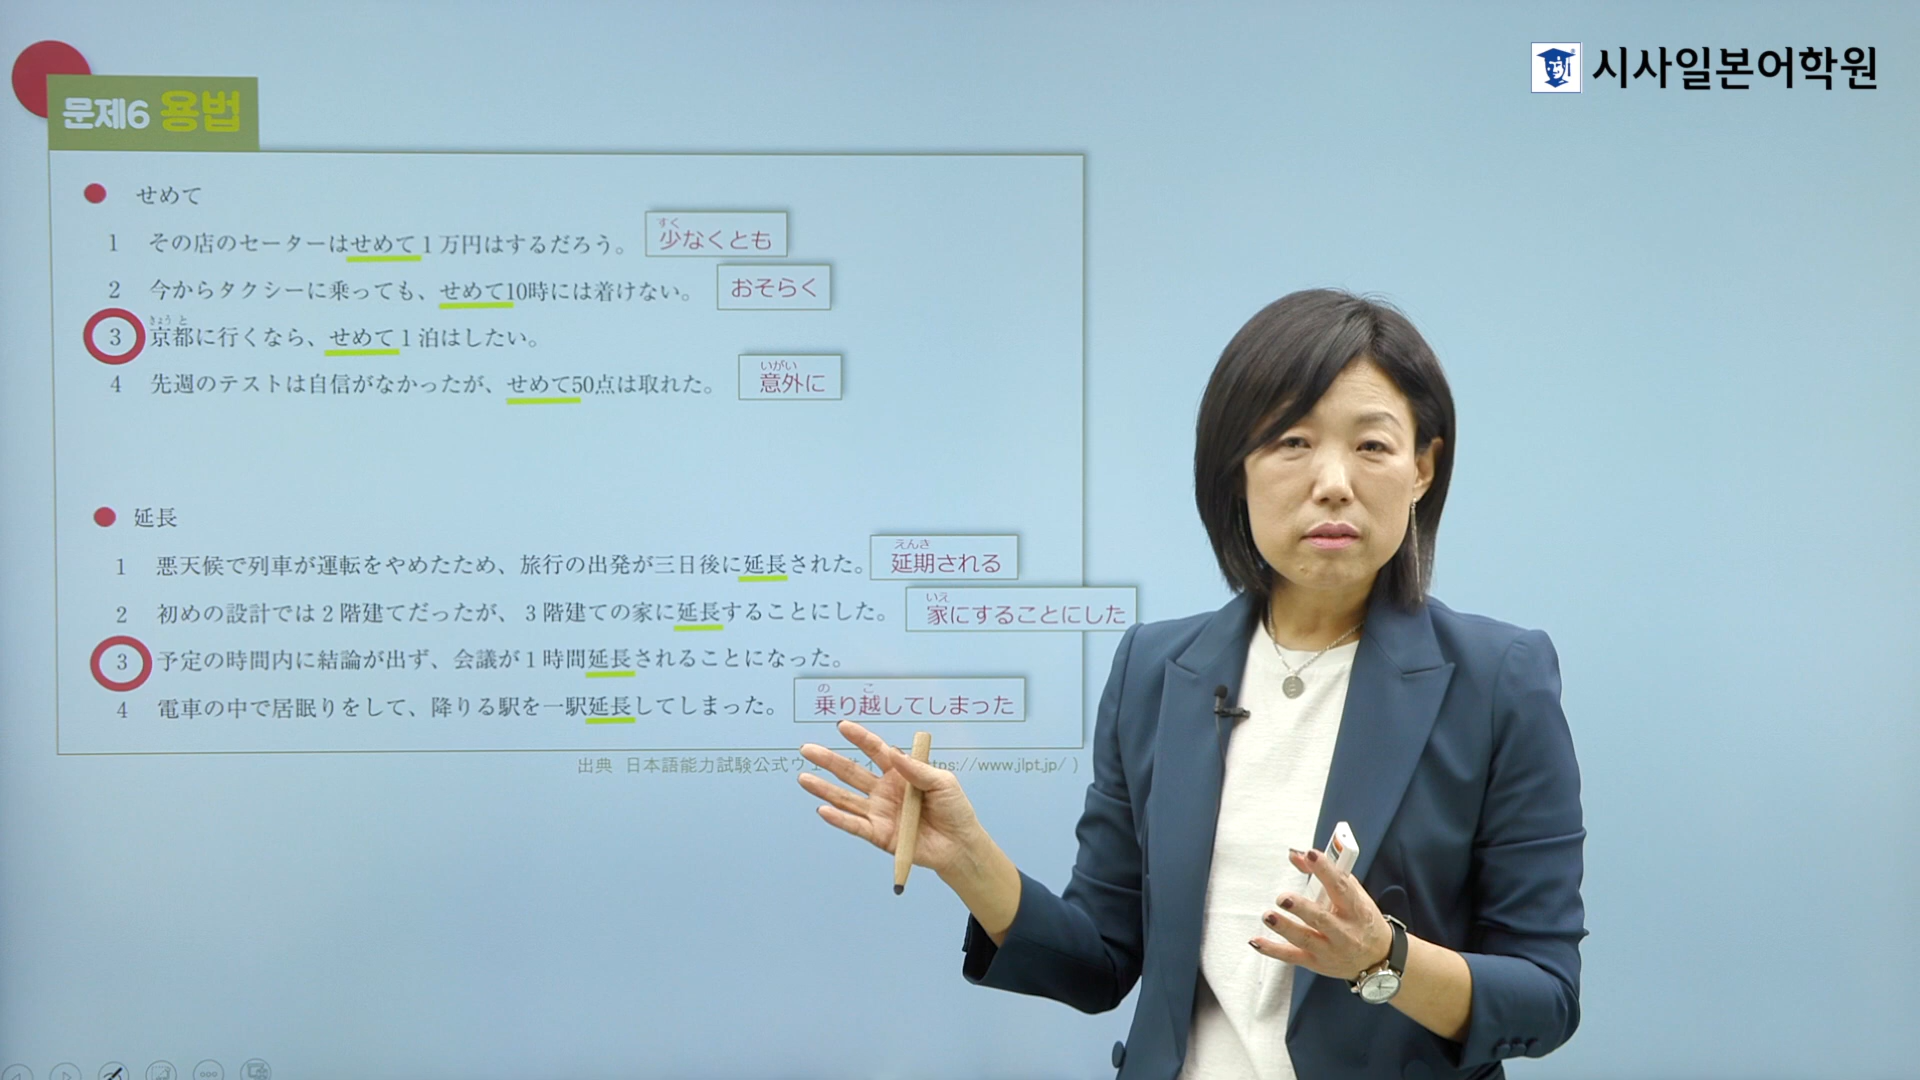 시사일본어학원
문제6 용법
せめて
1 その店のセーターはせめて1万円はするだろう。 少なくとも
すく
2 今からタクシーに乗っても、せめて10時には着けない。 おそらく
きょう と
3 京都に行くなら、せめて1泊はしたい。
いがい
4 先週のテストは自信がなかったが、せめて50点は取れた。 意外に
延長
えんき
1 悪天候で列車が運転をやめたため、旅行の出発が三日後に延長された。 延期される
いえ
2 初めの設計では2階建てだったが、3階建ての家に延長することにした。 家にすることにした
3 予定の時間内に結論が出ず、会議が1時間延長されることになった。
の こ
4 電車の中で居眠りをして、降りる駅を一駅延長してしまった。 乗り越してしまった
出典 日本語能力試験公式ウェ ://www.jlpt.jp/ )